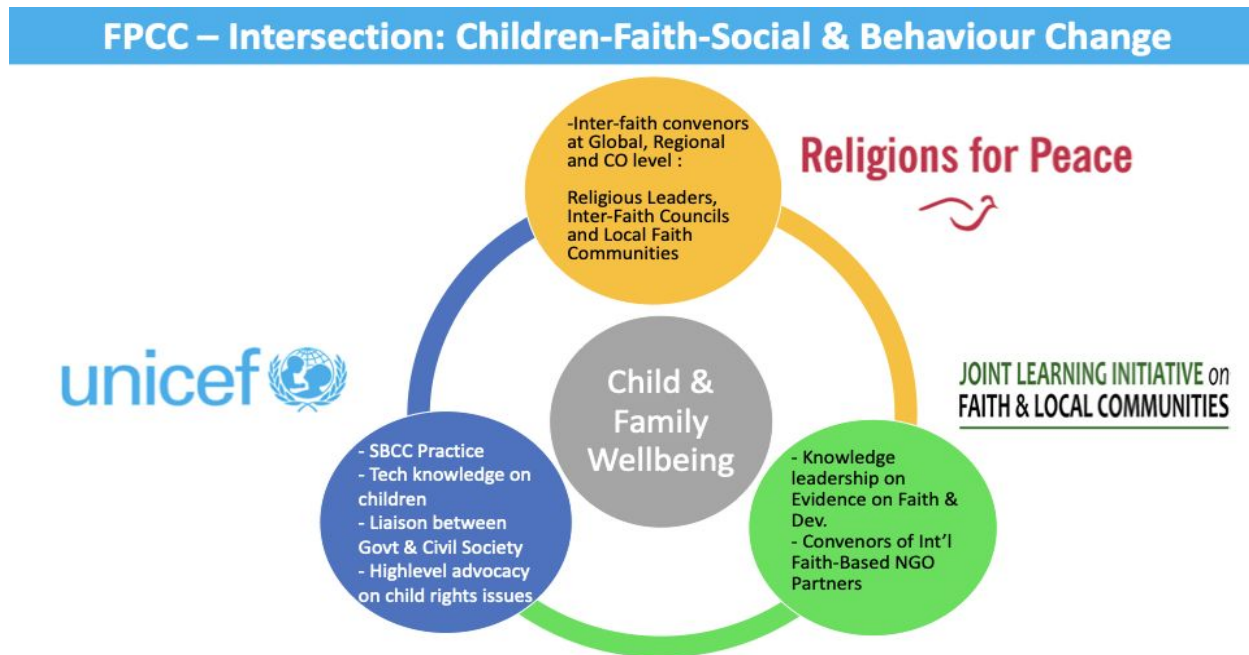 FPCC – Intersection: Children-Faith-Social & Behaviour Change
-Inter-faith convenors
at Global, Regional
and CO level :
Religious Leaders,
Inter-Faith Councils
and Local Faith
Communities
Religions for Peace
unicef
Child &
Family
Wellbeing
JOINT LEARNING INITIATIVE on
FAITH & LOCAL COMMUNITIES
- SBCC Practice
- Tech knowledge on
children
- Liaison between
Govt & Civil Society
- Highlevel advocacy
on child rights issues
- Knowledge
leadership on
Evidence on Faith &
Dev.
- Convenors of Int’l
Faith-Based NGO
Partners